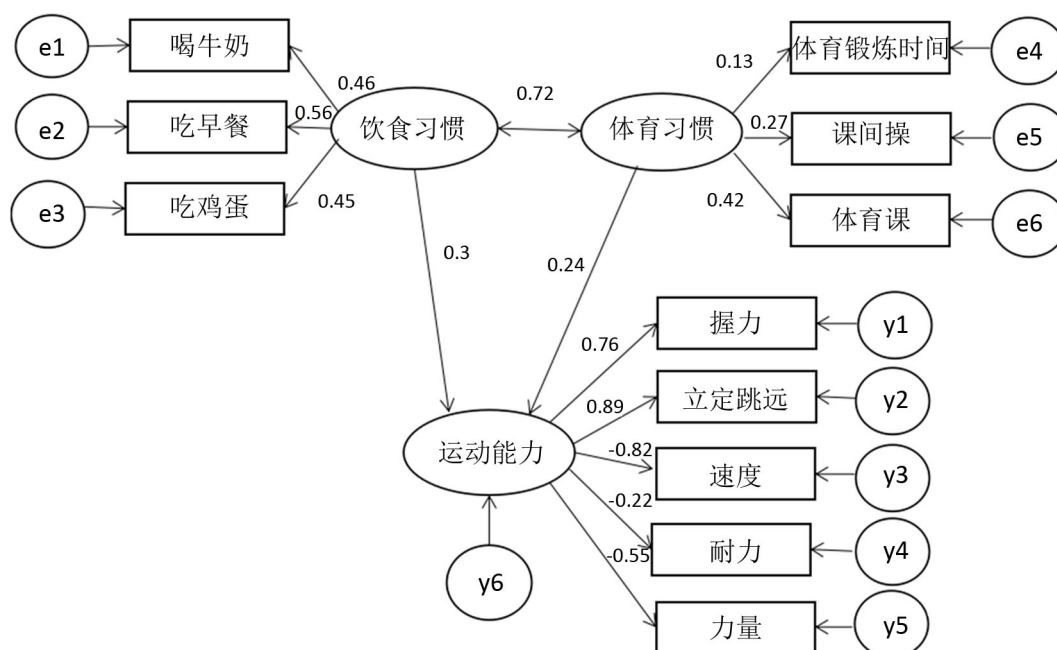 e1
喝牛奶
体育锻炼时间
e4
0.46
0.13
e2
吃早餐
0.56
饮食习惯
0.72
体育习惯
0.27
课间操
e5
e3
吃鸡蛋
0.45
0.42
体育课
e6
0.3
0.24
握力
y1
0.76
立定跳远
y2
0.89
运动能力
-0.82
速度
y3
-0.22
耐力
y4
-0.55
y6
力量
y5